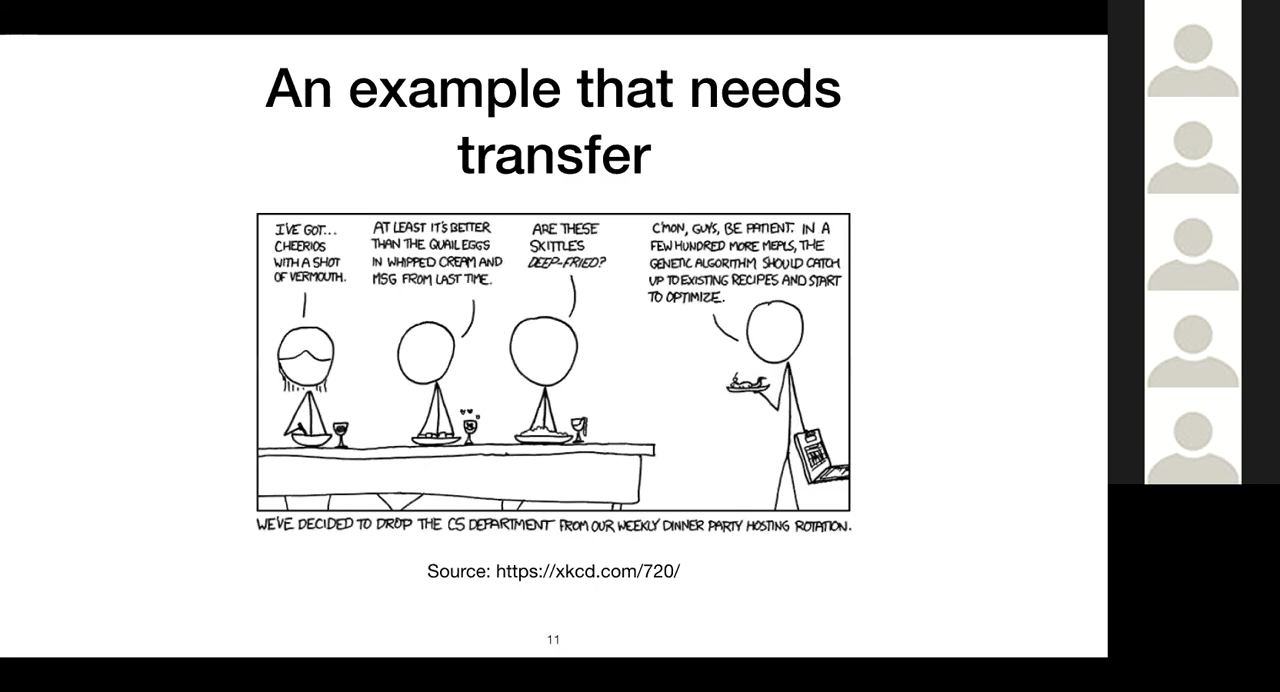 An example that needs
transfer
I'VE GOT...
CHEERIOS
WITH A SHOT
OF VERMOUTH.
AT LEAST IT'S BETTER
THAN THE QUAIL EGGS
IN WHIPPED CREAM AND
MSG FROM LAST TIME.
ARE THESE
SKITTLES
DEEP-FRIED?
C'MON, GUYS, BE PATIENT. IN A
FEW HUNDRED MORE MEALS, THE
GENETIC ALGORITHM SHOULD CATCH
UP TO EXISTING RECIPES AND START
TO OPTIMIZE.
WE'VE DECIDED TO DROP THE CS DEPARTMENT FROM OUR WEEKLY DINNER PARTY HOSTING ROTATION.
Source: https://xkcd.com/720/
11